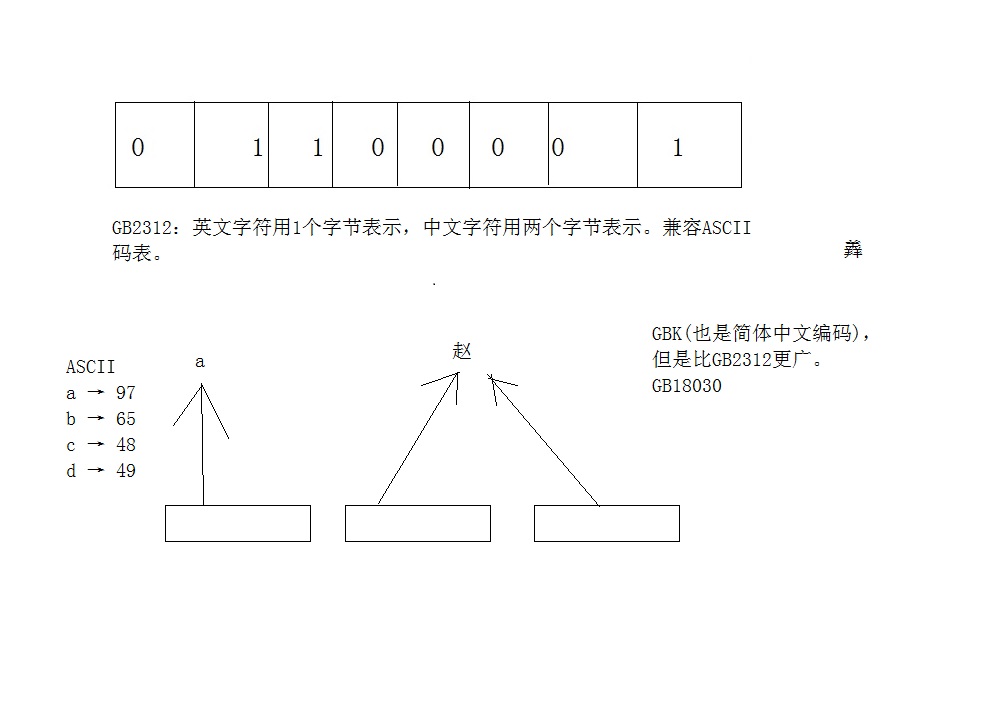 0 1 1 0 0 0 0 1
GB2312：英文字符用1个字节表示，中文字符用两个字节表示。兼容ASCII
码表。
ASCII
a → 97
b → 65
c → 48
d → 49
a
赵
GBK(也是简体中文编码)，
但是比GB2312更广。
GB18030